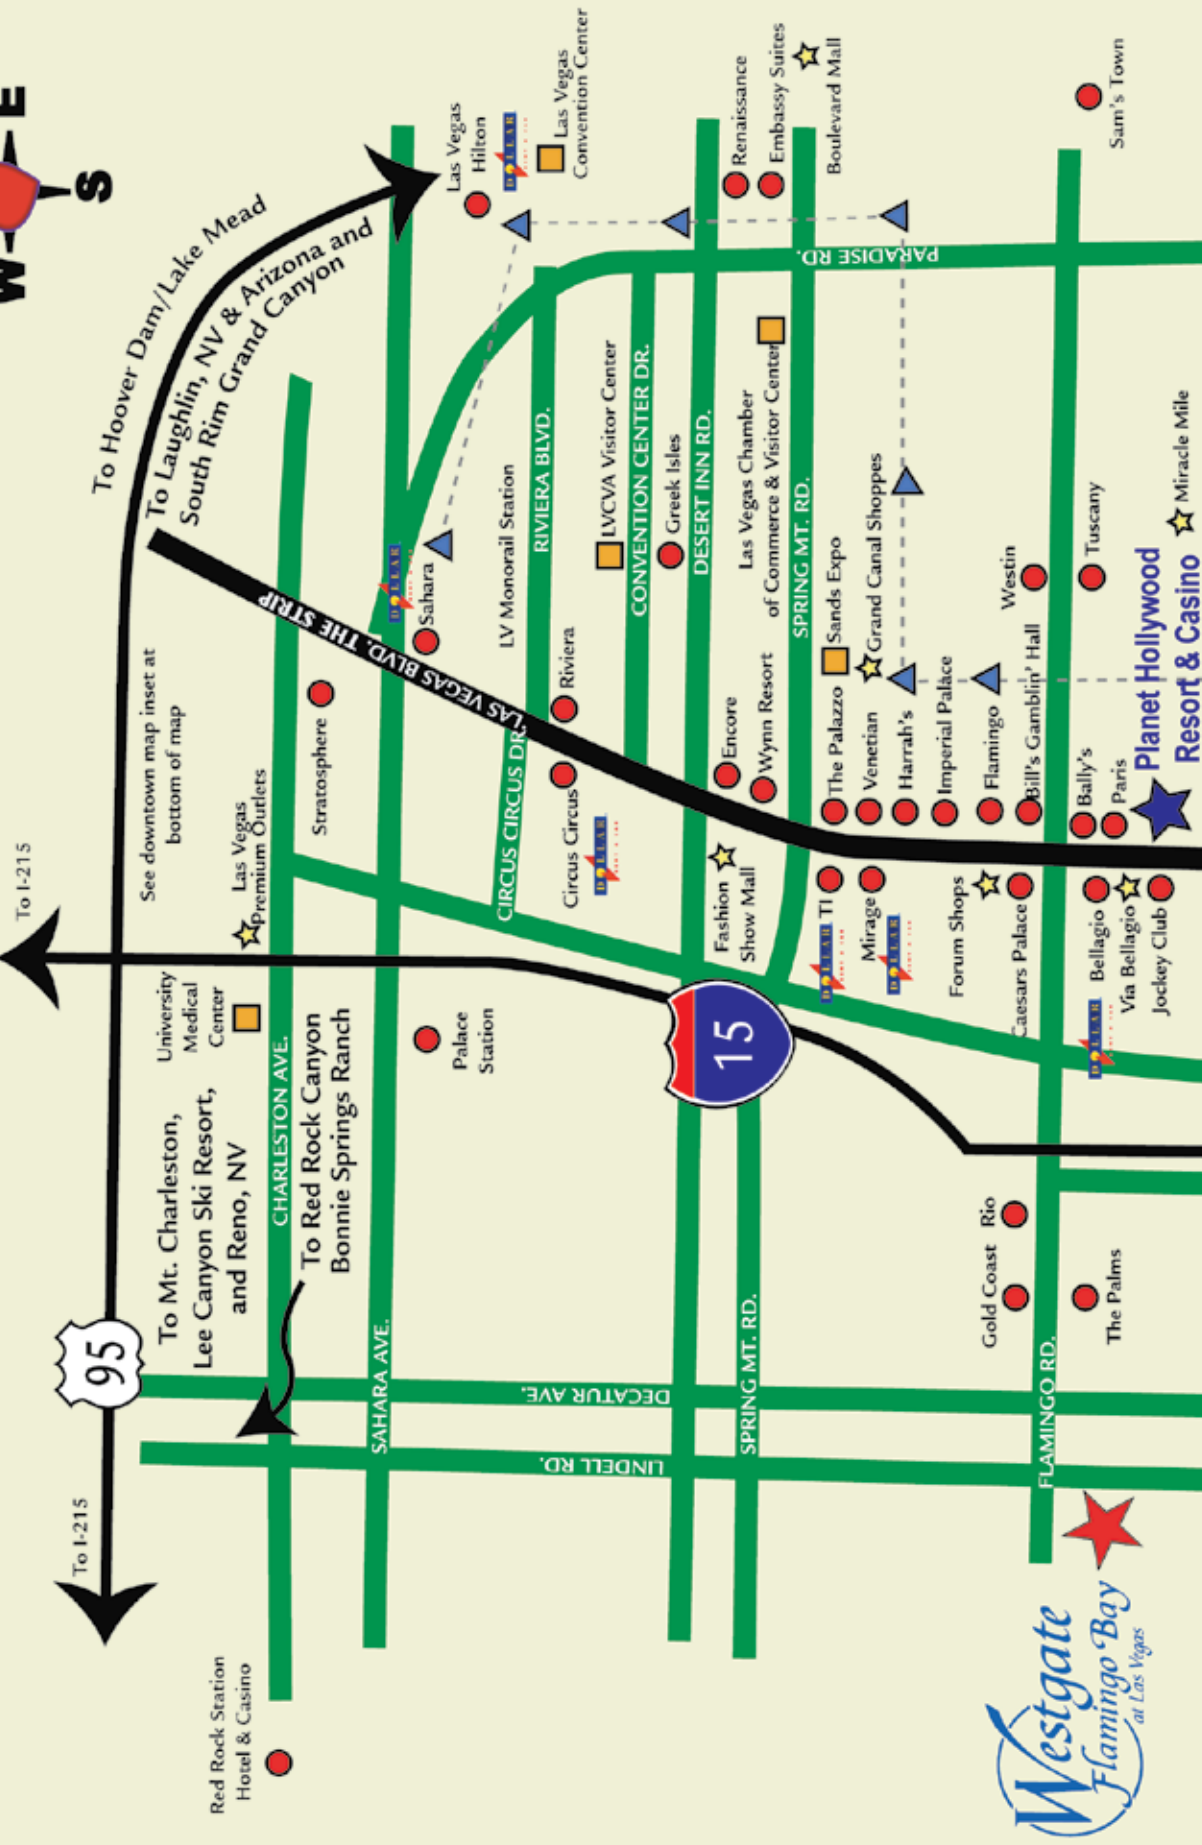 W
E
S
To I-215
To I-215
95
To Hoover Dam/Lake Mead
To Laughlin, NV & Arizona and
South Rim Grand Canyon
See downtown map inset at
bottom of map
To Mt. Charleston,
Lee Canyon Ski Resort,
and Reno, NV
University
Medical
Center
Las Vegas
Premium Outlets
Red Rock Station
Hotel & Casino
CHARLESTON AVE.
To Red Rock Canyon
Bonnie Springs Ranch
Stratosphere
LAS VEGAS BLVD. THE STRIP
SAHARA AVE.
DOLLAR
Sahara
Palace
Station
Las Vegas
Hilton
DOLLAR
Las Vegas
Convention Center
LV Monorail Station
CIRCUS CIRCUS DR.
RIVIERA BLVD.
DECATUR AVE.
LINDELL RD.
Circus Circus
DOLLAR
Riviera
LVCVA Visitor Center
CONVENTION CENTER DR.
Greek Isles
DESERT INN RD.
15
Fashion
Show Mall
Encore
Wynn Resort
Las Vegas Chamber
of Commerce & Visitor Center
Renaissance
Embassy Suites
Boulevard Mall
SPRING MT. RD.
SPRING MT. RD.
PARADISE RD.
TI
DOLLAR
Mirage
DOLLAR
The Palazzo
Sands Expo
Venetian
Grand Canal Shoppes
Harrah's
Imperial Palace
Forum Shops
Flamingo
Caesars Palace
Bill's Gamblin' Hall
Westin
Gold Coast
Rio
FLAMINGO RD.
The Palms
Sam's Town
DOLLAR
Bellagio
Via Bellagio
Jockey Club
Bally's
Paris
Tuscany
Planet Hollywood
Resort & Casino
Miracle Mile
Westgate
Flamingo Bay
at Las Vegas